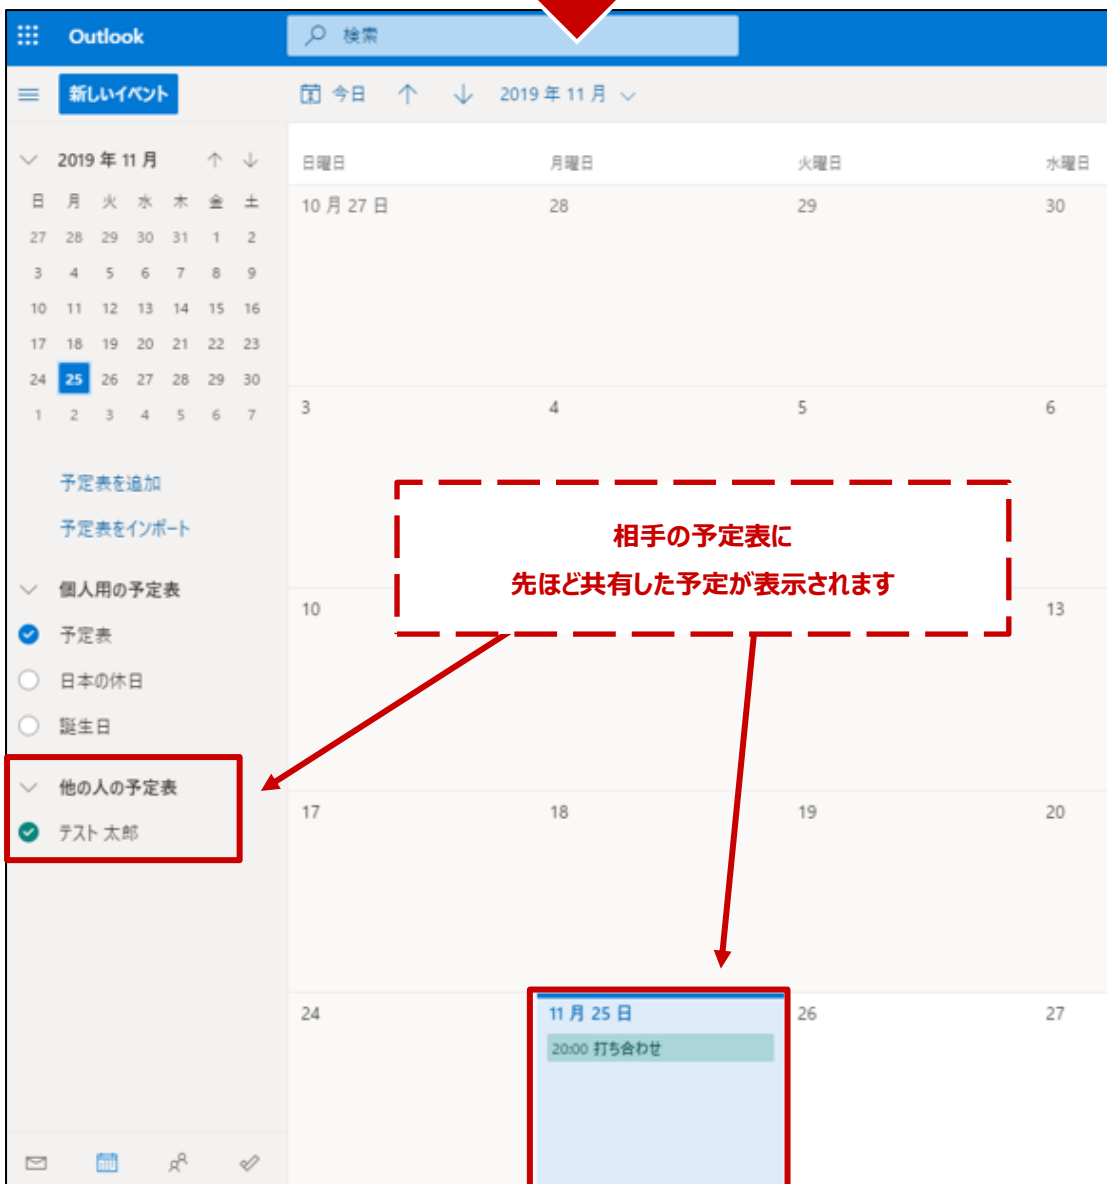 Outlook
検索
新しいイベント
今日
2019 年 11 月
2019 年 11 月
日 月 火 水 木 金 土
27 28 29 30 31 1 2
3 4 5 6 7 8 9
10 11 12 13 14 15 16
17 18 19 20 21 22 23
24 25 26 27 28 29 30
1 2 3 4 5 6 7
予定表を追加
予定表をインポート
個人用の予定表
予定表
日本の休日
誕生日
他の人の予定表
テスト 太郎
日曜日 月曜日 火曜日 水曜日
10 月 27 日 28 29 30
3 4 5 6
相手の予定表に
先ほど共有した予定が表示されます
10 13
17 18 19 20
24 11 月 25 日 26 27
20:00 打ち合わせ